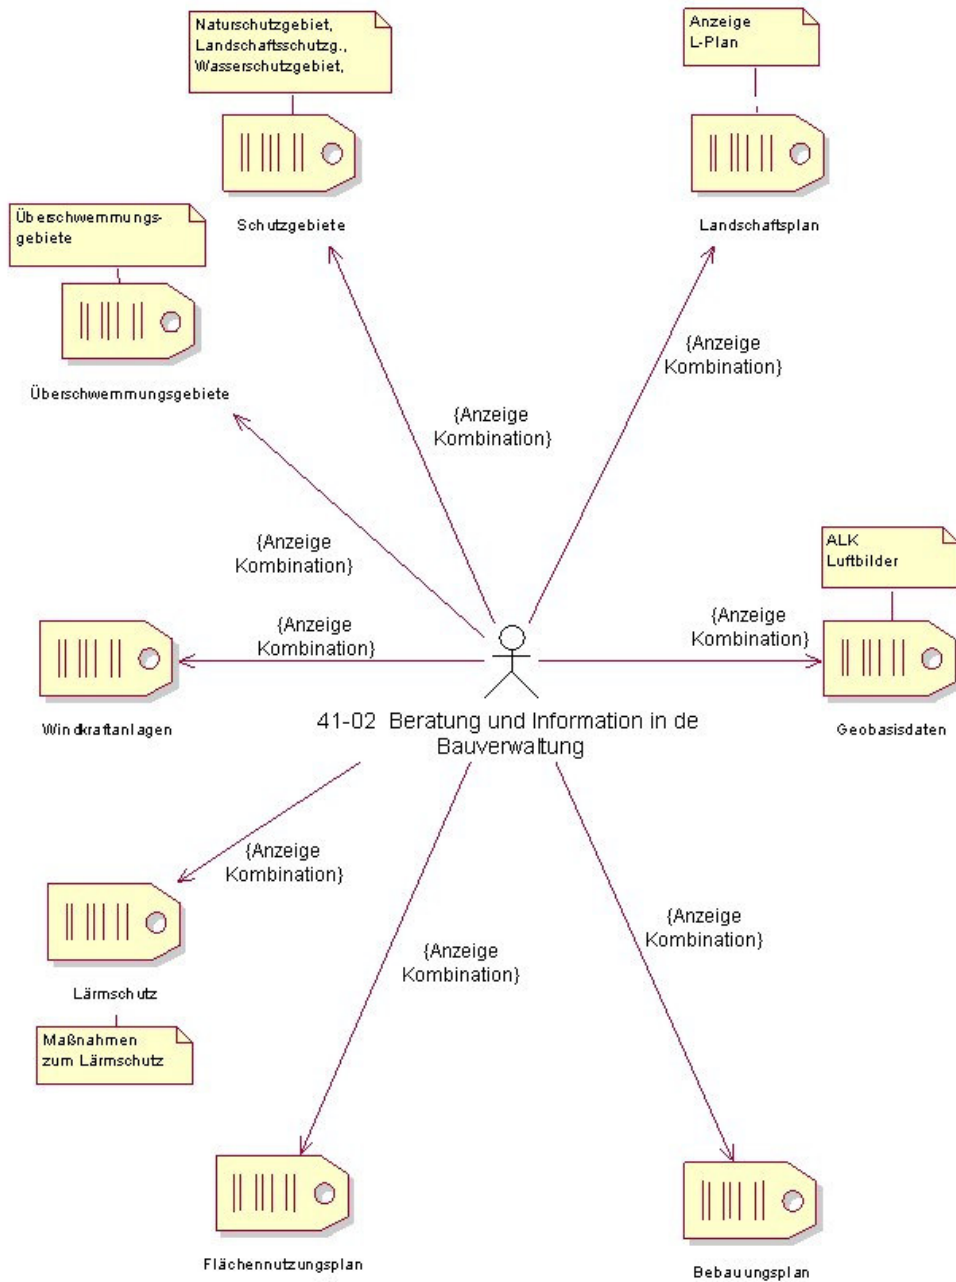 Naturschutzgebiet,
Landschaftsschutzg.,
Wasserschutzgebiet,
Schutzgebiete
Anzeige
L-Plan
Landschaftsplan
Überschwemmungs-
gebiete
Überschwemmungsgebiete
{Anzeige
Kombination}
{Anzeige
Kombination}
{Anzeige
Kombination}
ALK
Luftbilder
Geobasisdaten
{Anzeige
Kombination}
{Anzeige
Kombination}
Windkraftanlagen
41-02 Beratung und Information in de
Bauverwaltung
{Anzeige
Kombination}
Lärmschutz
Maßnahmen
zum Lärmschutz
{Anzeige
Kombination}
{Anzeige
Kombination}
Flächennutzungsplan
Bebauungsplan